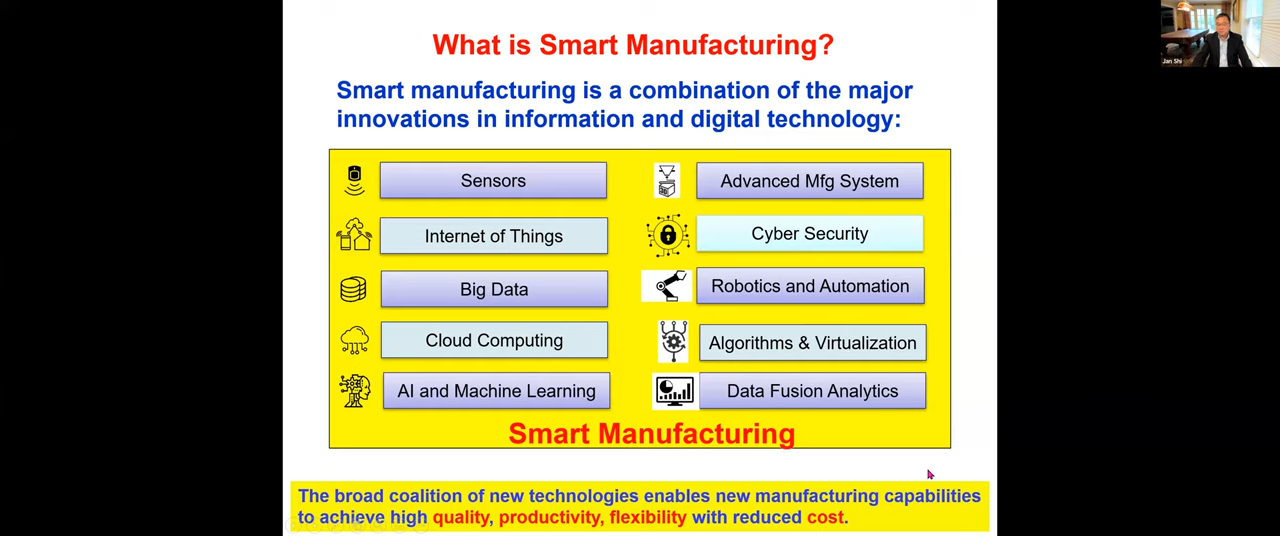 What is Smart Manufacturing?
Jan Shi
Smart manufacturing is a combination of the major
innovations in information and digital technology:
Sensors
Advanced Mfg System
Internet of Things
Cyber Security
Big Data
Robotics and Automation
Cloud Computing
Algorithms & Virtualization
AI and Machine Learning
Data Fusion Analytics
Smart Manufacturing
The broad coalition of new technologies enables new manufacturing capabilities
to achieve high quality, productivity, flexibility with reduced cost.